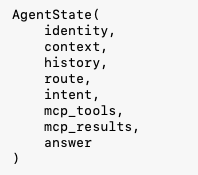 AgentState(
    identity,
    context,
    history,
    route,
    intent,
    mcp_tools,
    mcp_results,
    answer
)